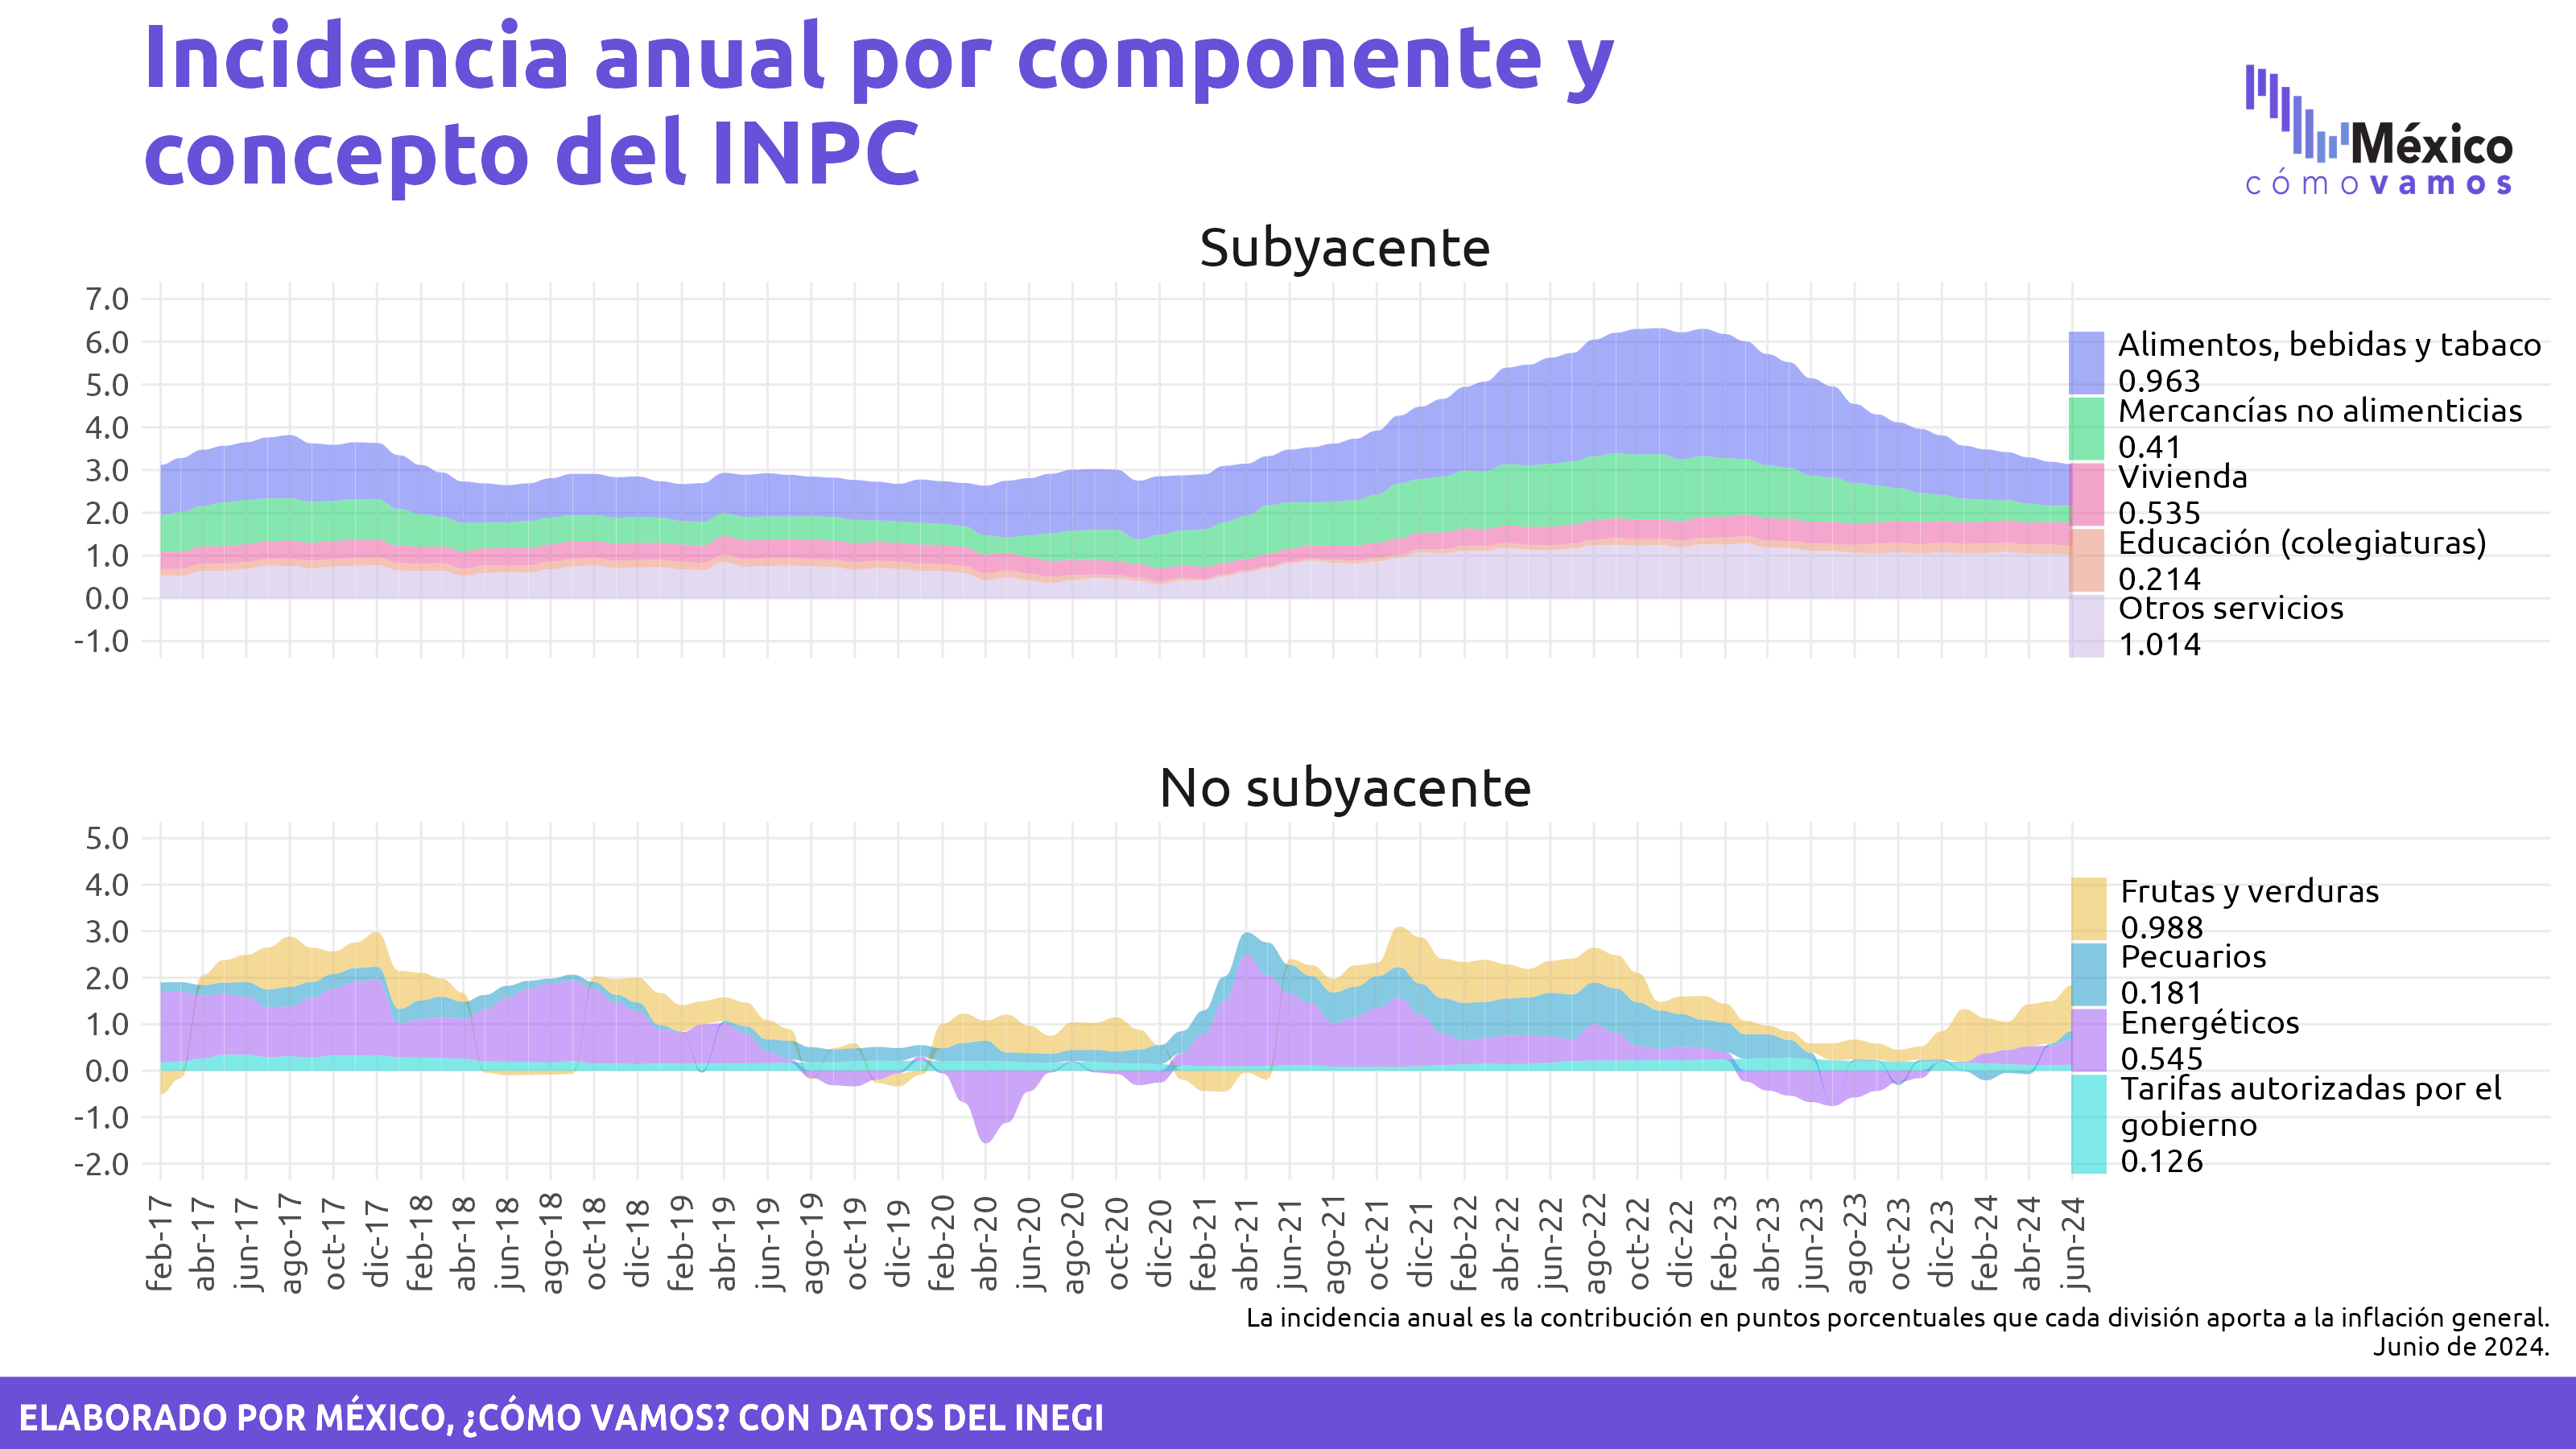 Incidencia anual por componente y
concepto del INPC
México
cómo vamos
Subyacente
7.0
6.0
5.0
4.0
3.0
2.0
1.0
0.0
-1.0
Alimentos, bebidas y tabaco
0.963
Mercancías no alimenticias
0.41
Vivienda
0.535
Educación (colegiaturas)
0.214
Otros servicios
1.014
No subyacente
5.0
4.0
3.0
2.0
1.0
0.0
-1.0
-2.0
Frutas y verduras
0.988
Pecuarios
0.181
Energéticos
0.545
Tarifas autorizadas por el
gobierno
0.126
feb-17
abr-17
jun-17
ago-17
oct-17
dic-17
feb-18
abr-18
jun-18
ago-18
oct-18
dic-18
feb-19
abr-19
jun-19
ago-19
oct-19
dic-19
feb-20
abr-20
jun-20
ago-20
oct-20
dic-20
feb-21
abr-21
jun-21
ago-21
oct-21
dic-21
feb-22
abr-22
jun-22
ago-22
oct-22
dic-22
feb-23
abr-23
jun-23
ago-23
oct-23
dic-23
feb-24
abr-24
jun-24
La incidencia anual es la contribución en puntos porcentuales que cada división aporta a la inflación general.
Junio de 2024.
ELABORADO POR MÉXICO, ¿CÓMO VAMOS? CON DATOS DEL INEGI